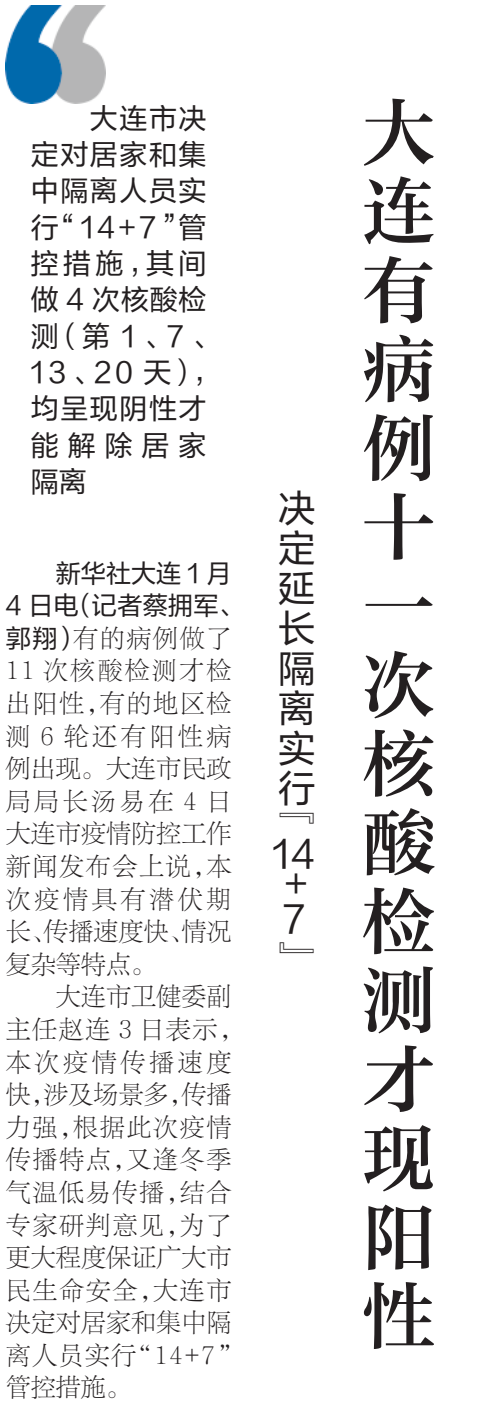 大连有病例十一次核酸检测才现阳性
决定延长隔离实行『14+7』
大连市决
定对居家和集
中隔离人员实
行“14+7”管
控措施,其间
做 4 次核酸检
测(第 1、7、
13、20 天),
均呈现阴性才
能解除居家
隔离
新华社大连1月
4日电(记者蔡拥军、
郭翔)有的病例做了
11 次核酸检测才检
出阳性,有的地区检
测 6 轮还有阳性病
例出现。大连市民政
局局长汤易在 4 日
大连市疫情防控工作
新闻发布会上说,本
次疫情具有潜伏期
长、传播速度快、情况
复杂等特点。
大连市卫健委副
主任赵连 3 日表示,
本次疫情传播速度
快,涉及场景多,传播
力强,根据此次疫情
传播特点,又逢冬季
气温低易传播,结合
专家研判意见,为了
更大程度保证广大市
民生命安全,大连市
决定对居家和集中隔
离人员实行“14+7”
管控措施。